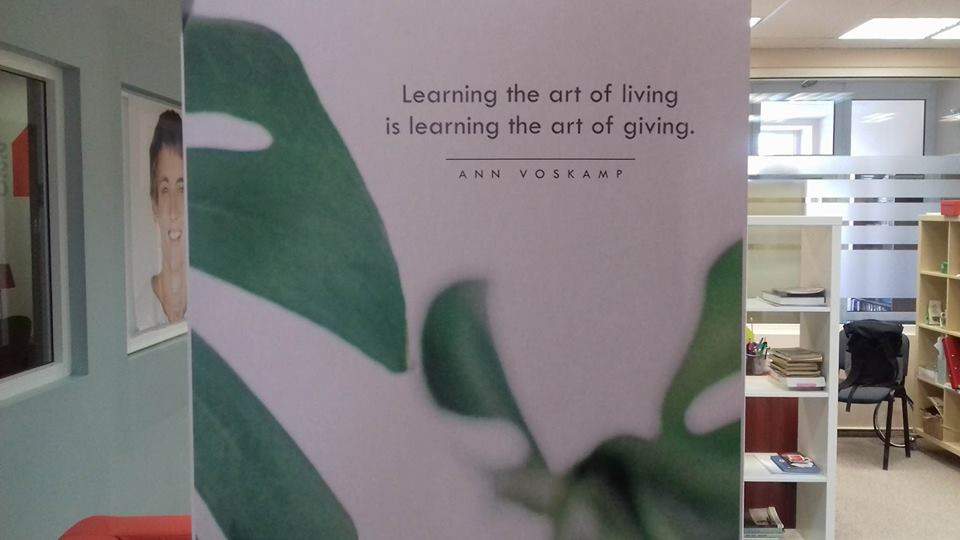 Learning the art of living
is learning the art of giving.
ANN VOSKAMP